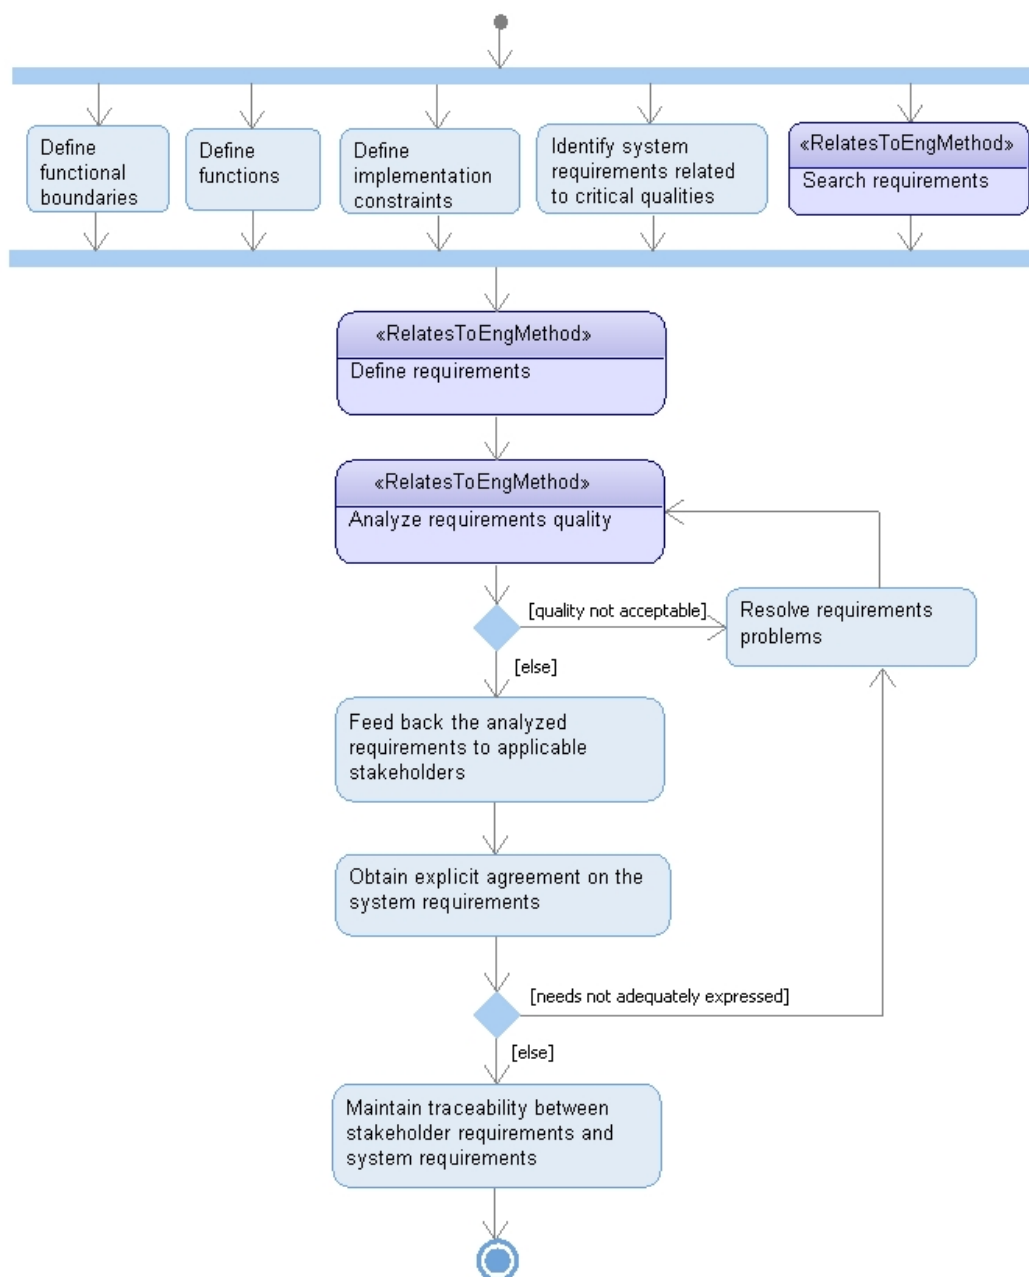 Define
functional
boundaries
Define
functions
Define
implementation
constraints
Identify system
requirements related
to critical qualities
«RelatesToEngMethod»
Search requirements
«RelatesToEngMethod»
Define requirements
«RelatesToEngMethod»
Analyze requirements quality
[quality not acceptable]
Resolve requirements
problems
[else]
Feed back the analyzed
requirements to applicable
stakeholders
Obtain explicit agreement on the
system requirements
[needs not adequately expressed]
[else]
Maintain traceability between
stakeholder requirements and
system requirements